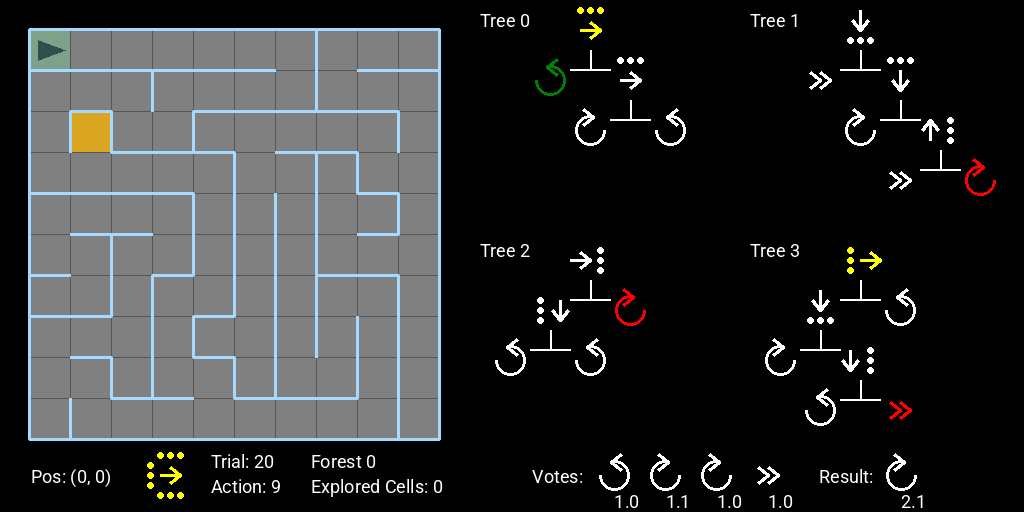 Tree 0
Tree 1
Tree 2
Tree 3
Pos: (0, 0)
Trial: 20
Forest 0
Action: 9
Explored Cells: 0
Votes:
1.0
1.1
1.0
1.0
Result:
2.1